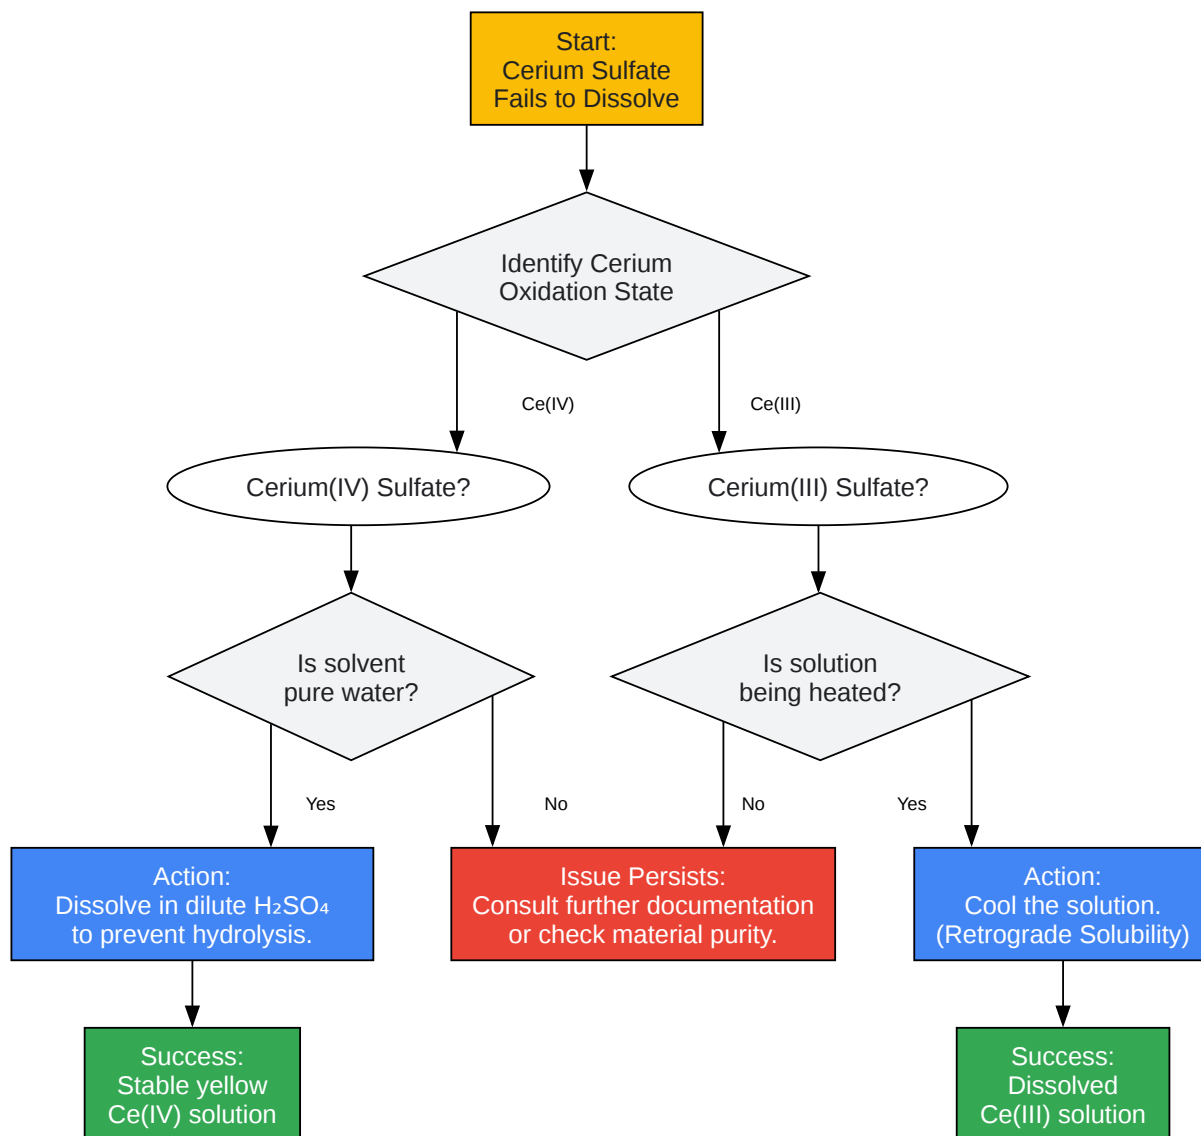 Start:
Cerium Sulfate
Fails to Dissolve
Identify Cerium
Oxidation State
Ce(IV)
Ce(III)
Cerium(IV) Sulfate?
Cerium(III) Sulfate?
Is solvent
pure water?
Is solution
being heated?
Yes
No
No
Yes
Action:
Dissolve in dilute H₂SO₄
to prevent hydrolysis.
Issue Persists:
Consult further documentation
or check material purity.
Action:
Cool the solution.
(Retrograde Solubility)
Success:
Stable yellow
Ce(IV) solution
Success:
Dissolved
Ce(III) solution